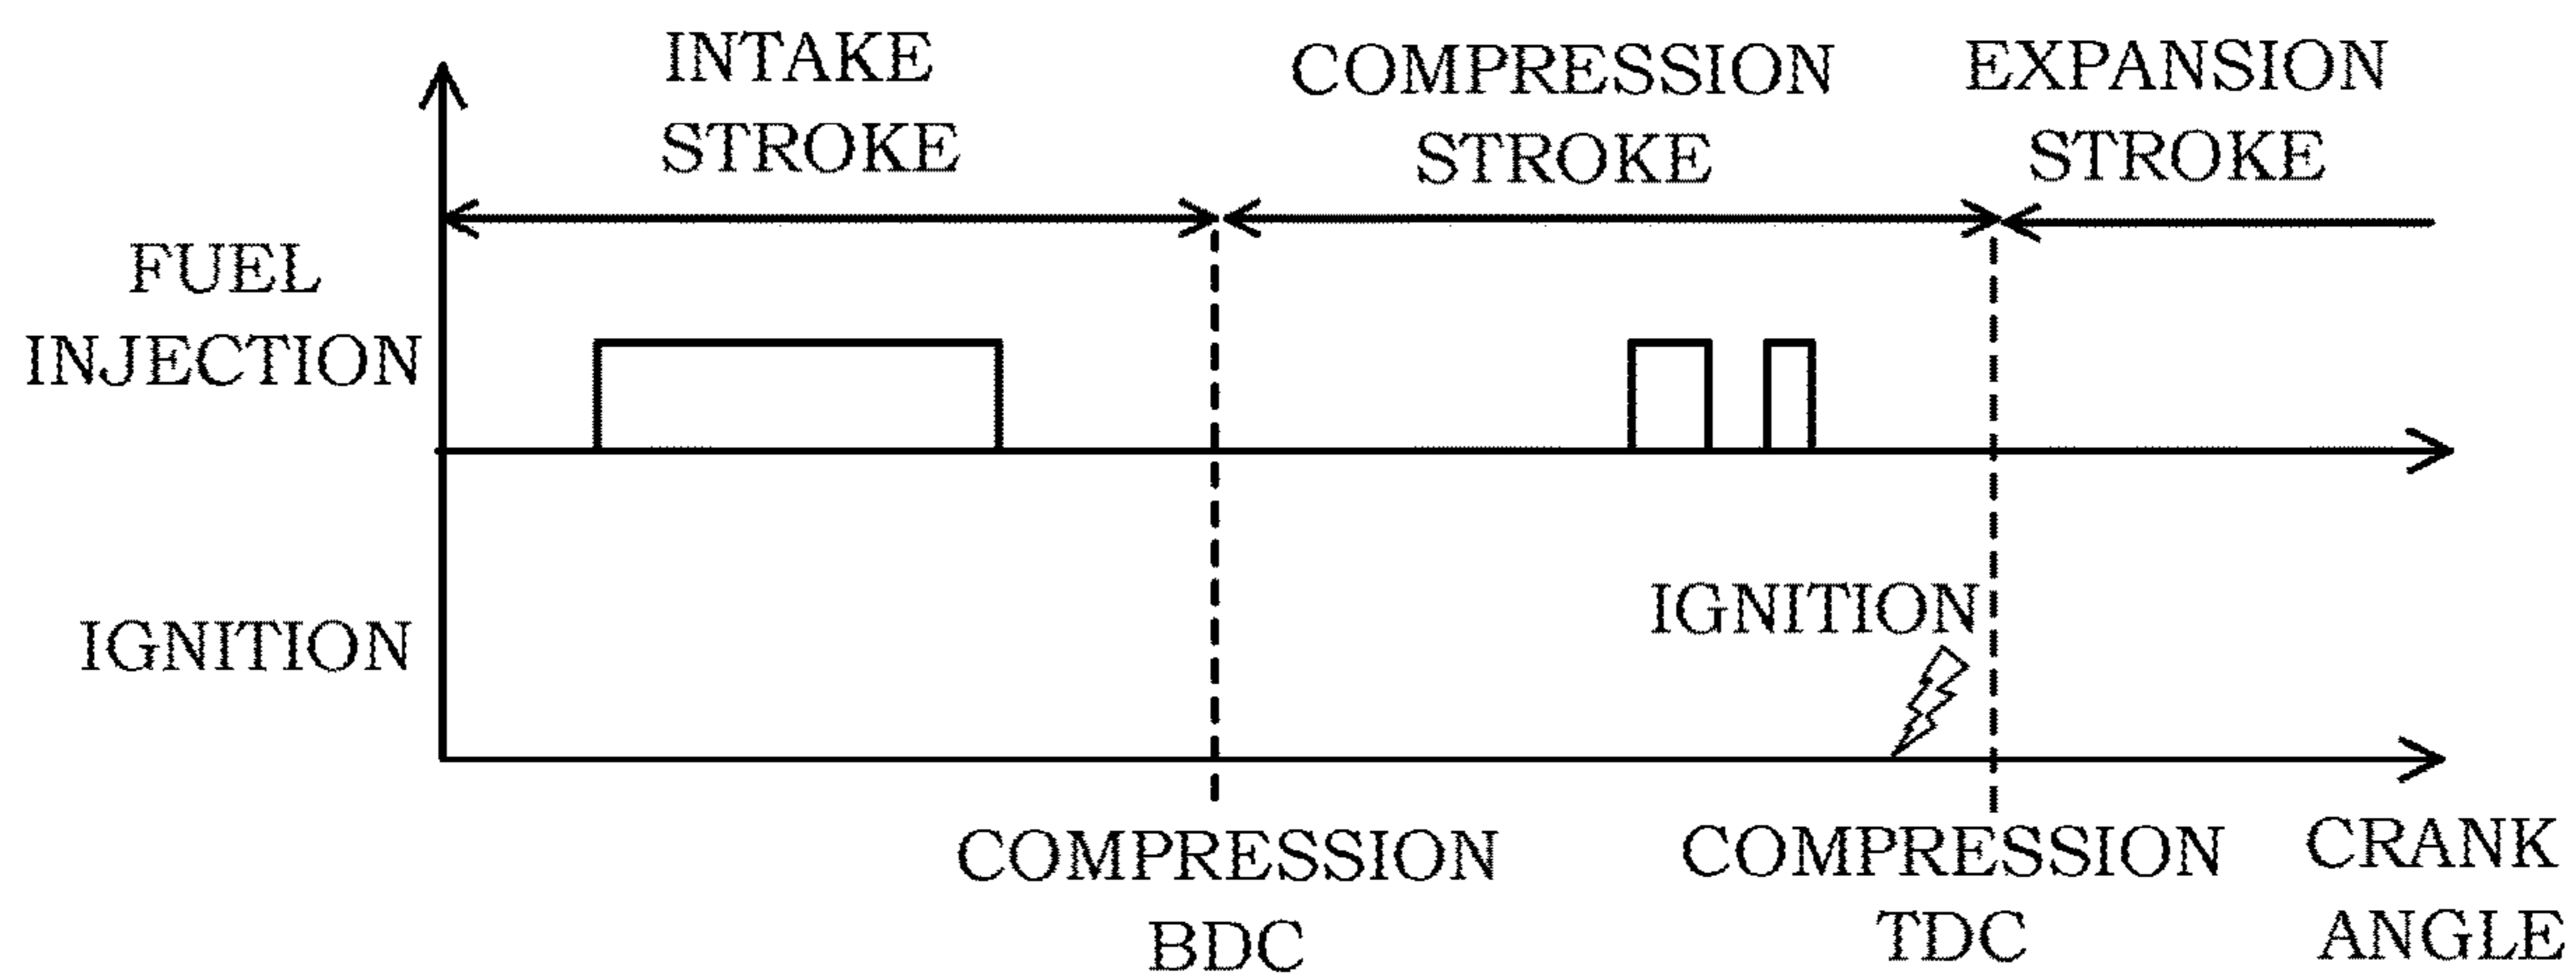 INTAKE
STROKE
COMPRESSION
STROKE
EXPANSION
STROKE
FUEL
INJECTION
IGNITION
IGNITION
COMPRESSION
BDC
COMPRESSION
TDC
CRANK
ANGLE